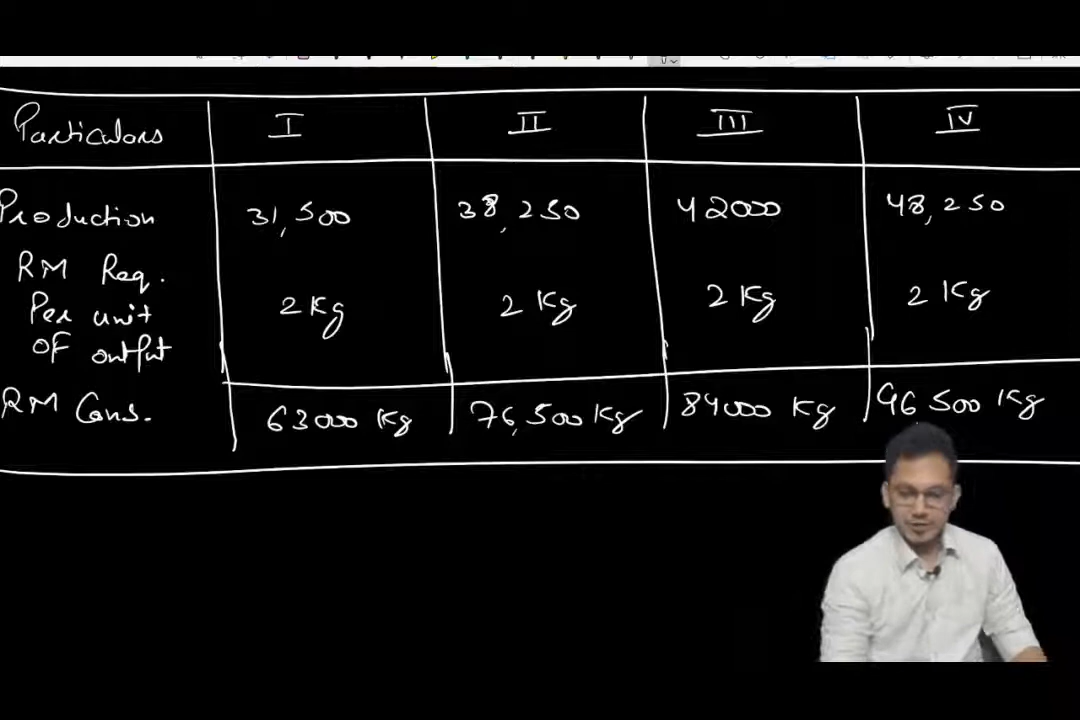 Particulars I II III IV
Production 31,500 38,250 42000 48,250
RM Req.
Per unit 2 Kg 2 Kg 2 Kg 2 Kg
OF output
RM Cons. 63000 Kg 76,500 Kg 84000 Kg 96500 Kg